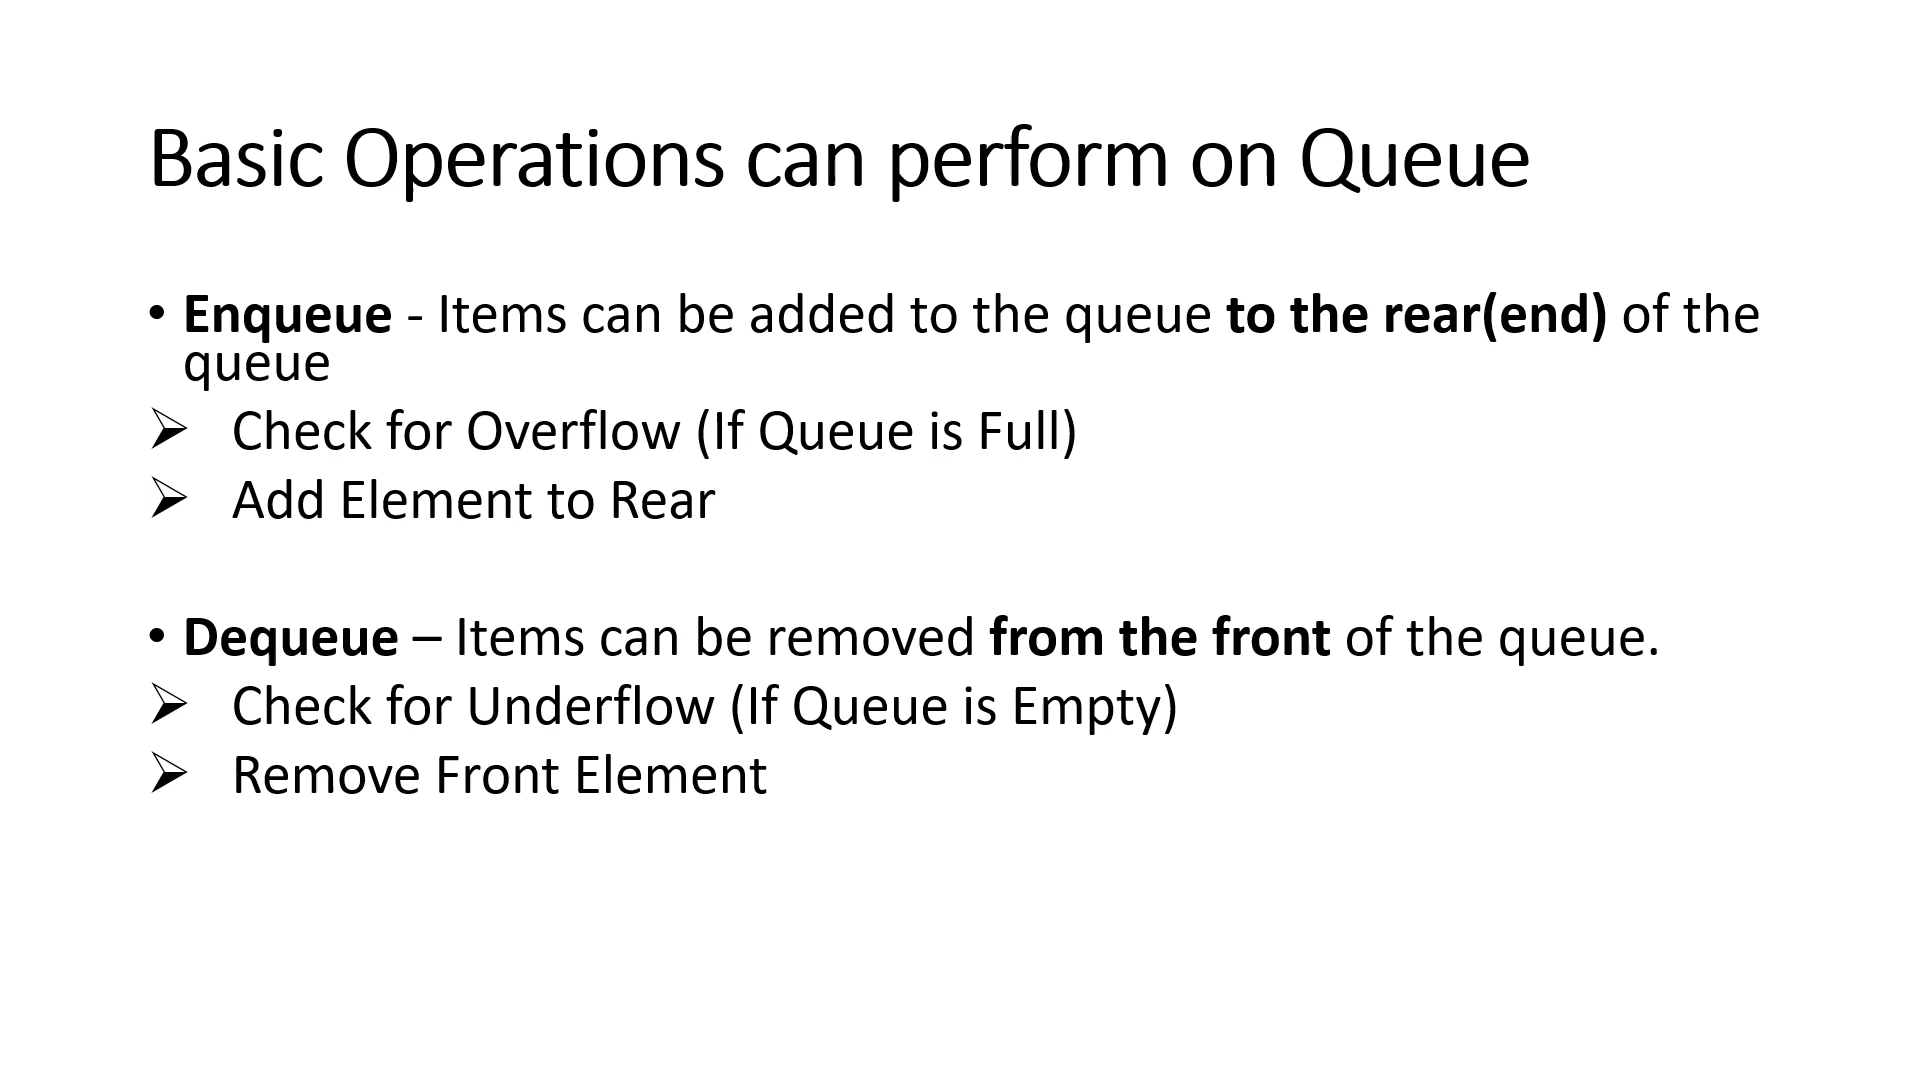 Basic Operations can perform on Queue
• Enqueue - Items can be added to the queue to the rear(end) of the
queue
➢ Check for Overflow (If Queue is Full)
➢ Add Element to Rear
• Dequeue – Items can be removed from the front of the queue.
➢ Check for Underflow (If Queue is Empty)
➢ Remove Front Element